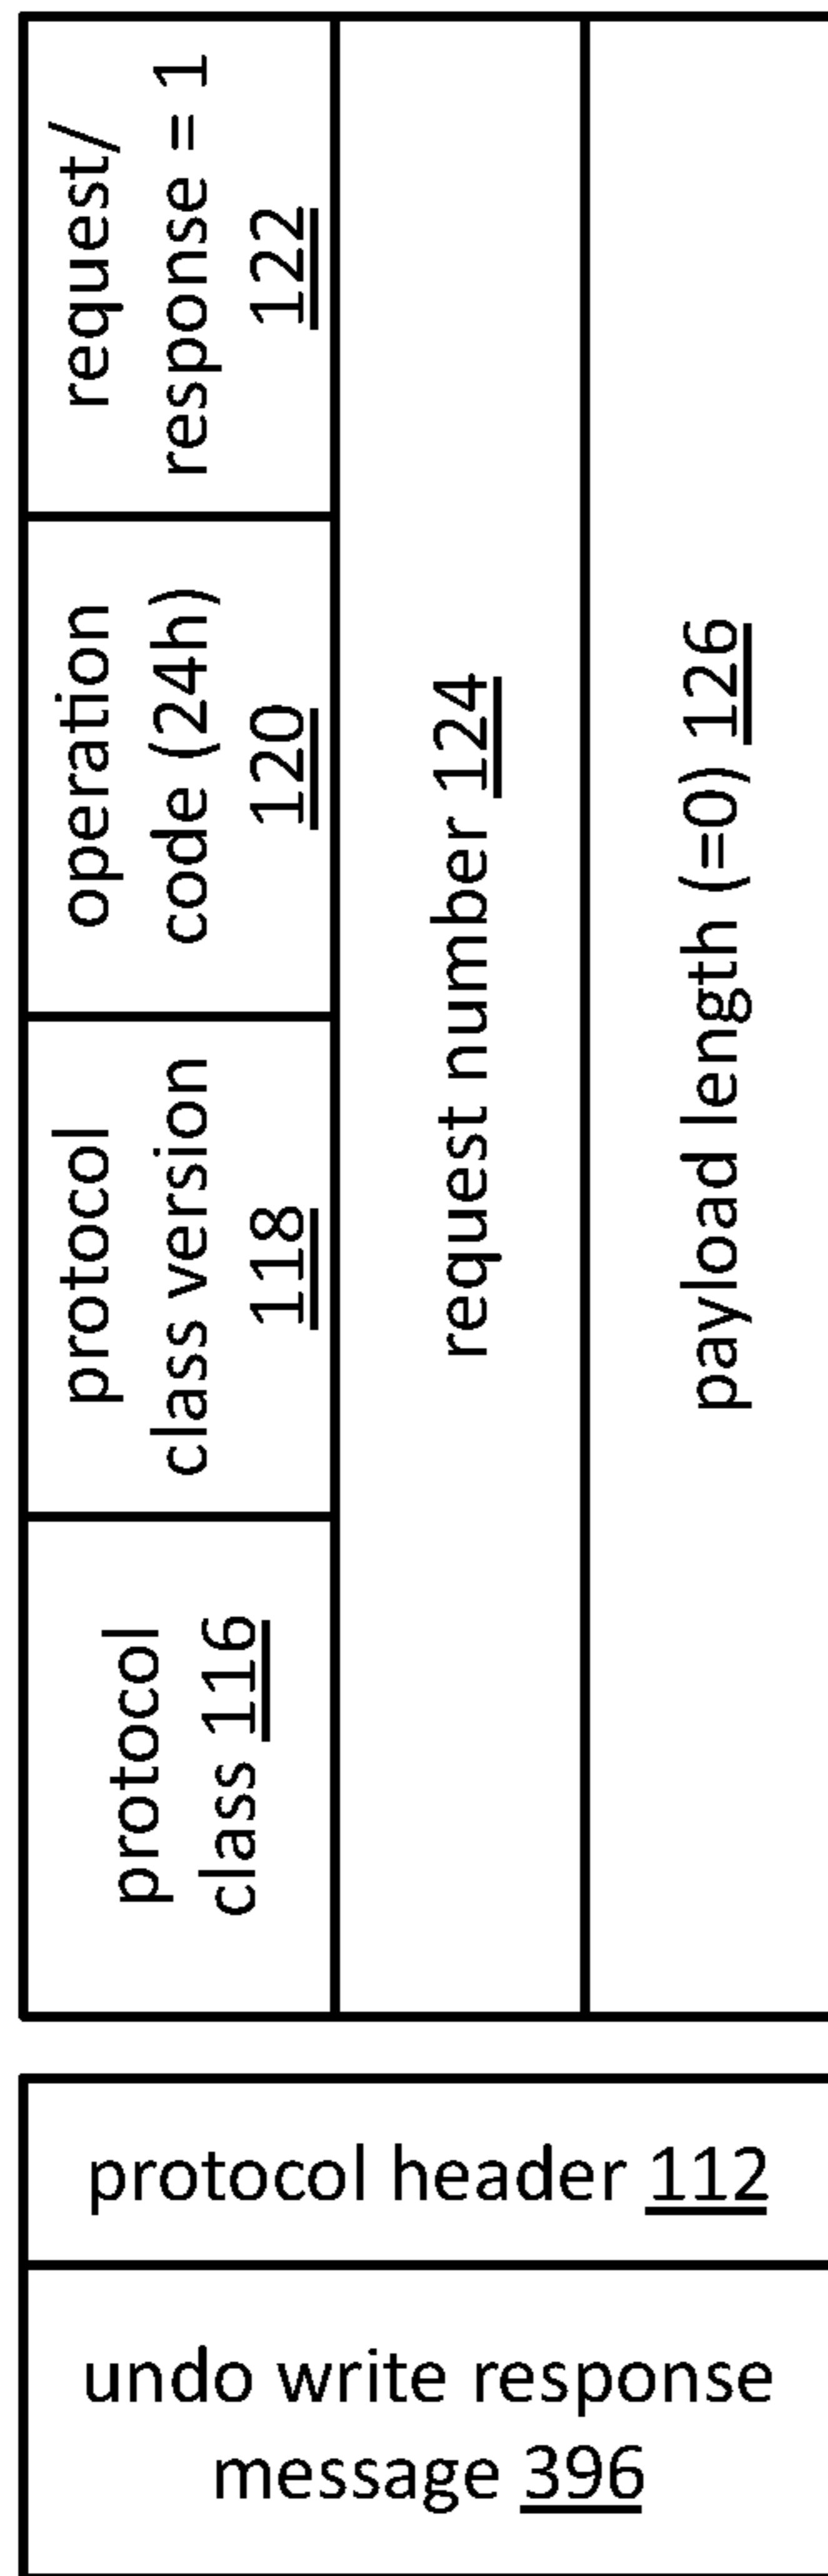 undo write response
message 396
protocol header 112
protocol
class 116
protocol
class version
118
operation
code (24h)
120
request/
response = 1
122
request number 124
payload length (=0) 126